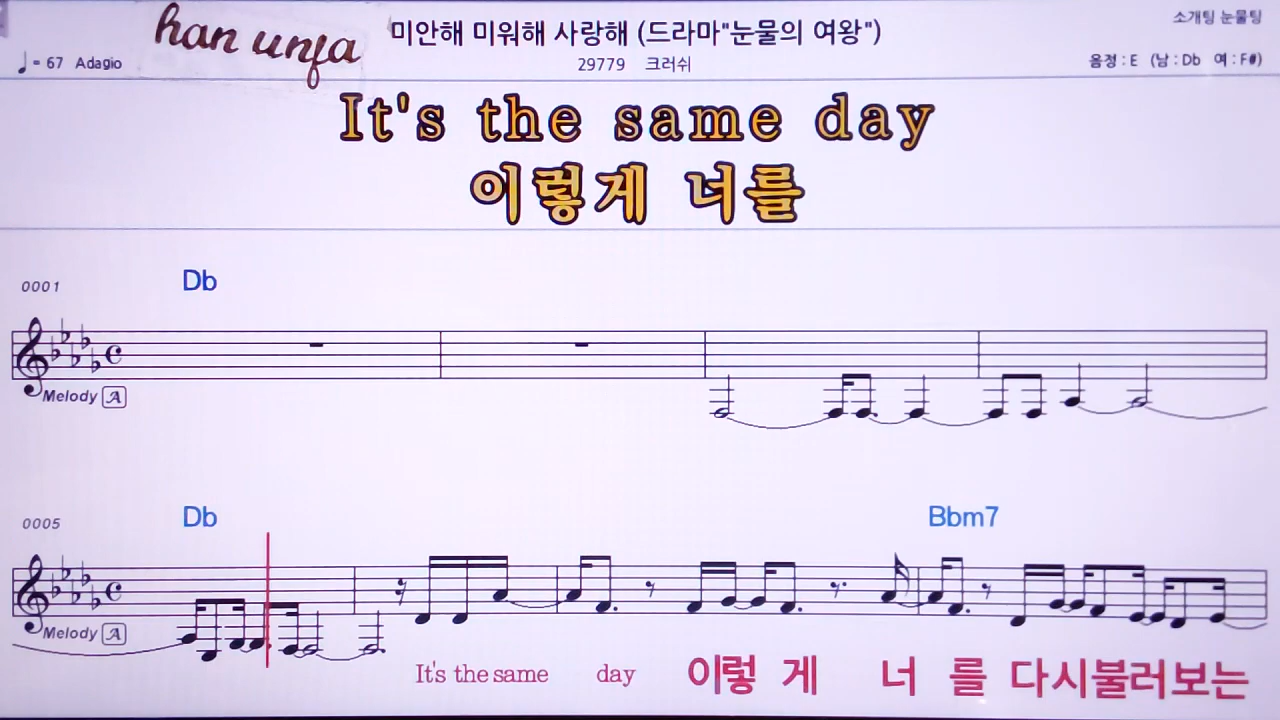 han unfa
미안해 미워해 사랑해 (드라마"눈물의 여왕")
소개팅 눈물팅
♩= 67 Adagio
29779 크러쉬
음정 : E (남 : Db 여 : F#)
It's the same day
이렇게 너를
0001
Db
Melody A
0005
Db
Bbm7
Melody A
It's the same day 이렇 게 너 를 다시불러보는